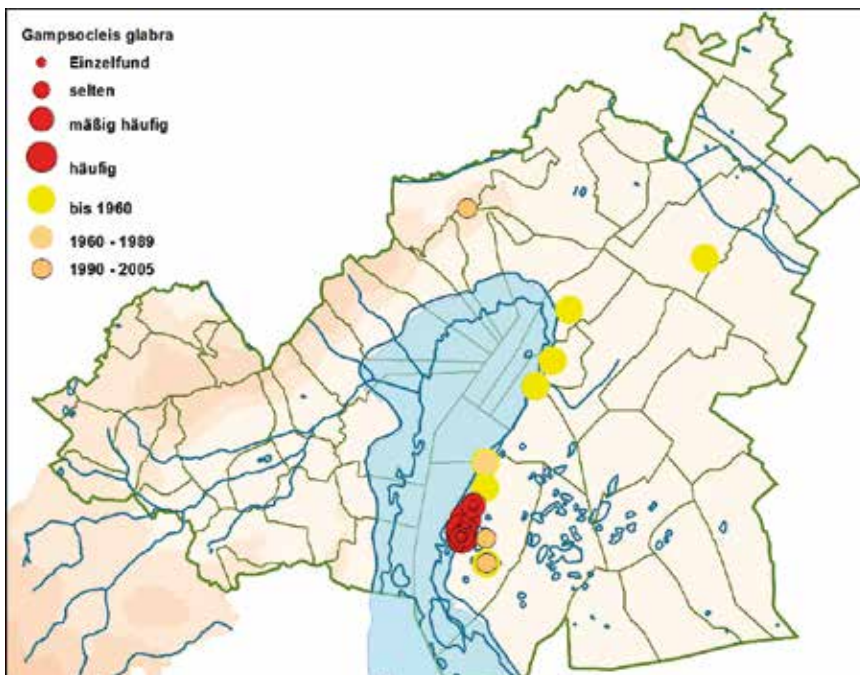 Gampsocleis glabra
Einzelfund
selten
mäßig häufig
häufig
bis 1960
1960 - 1989
1990 - 2005